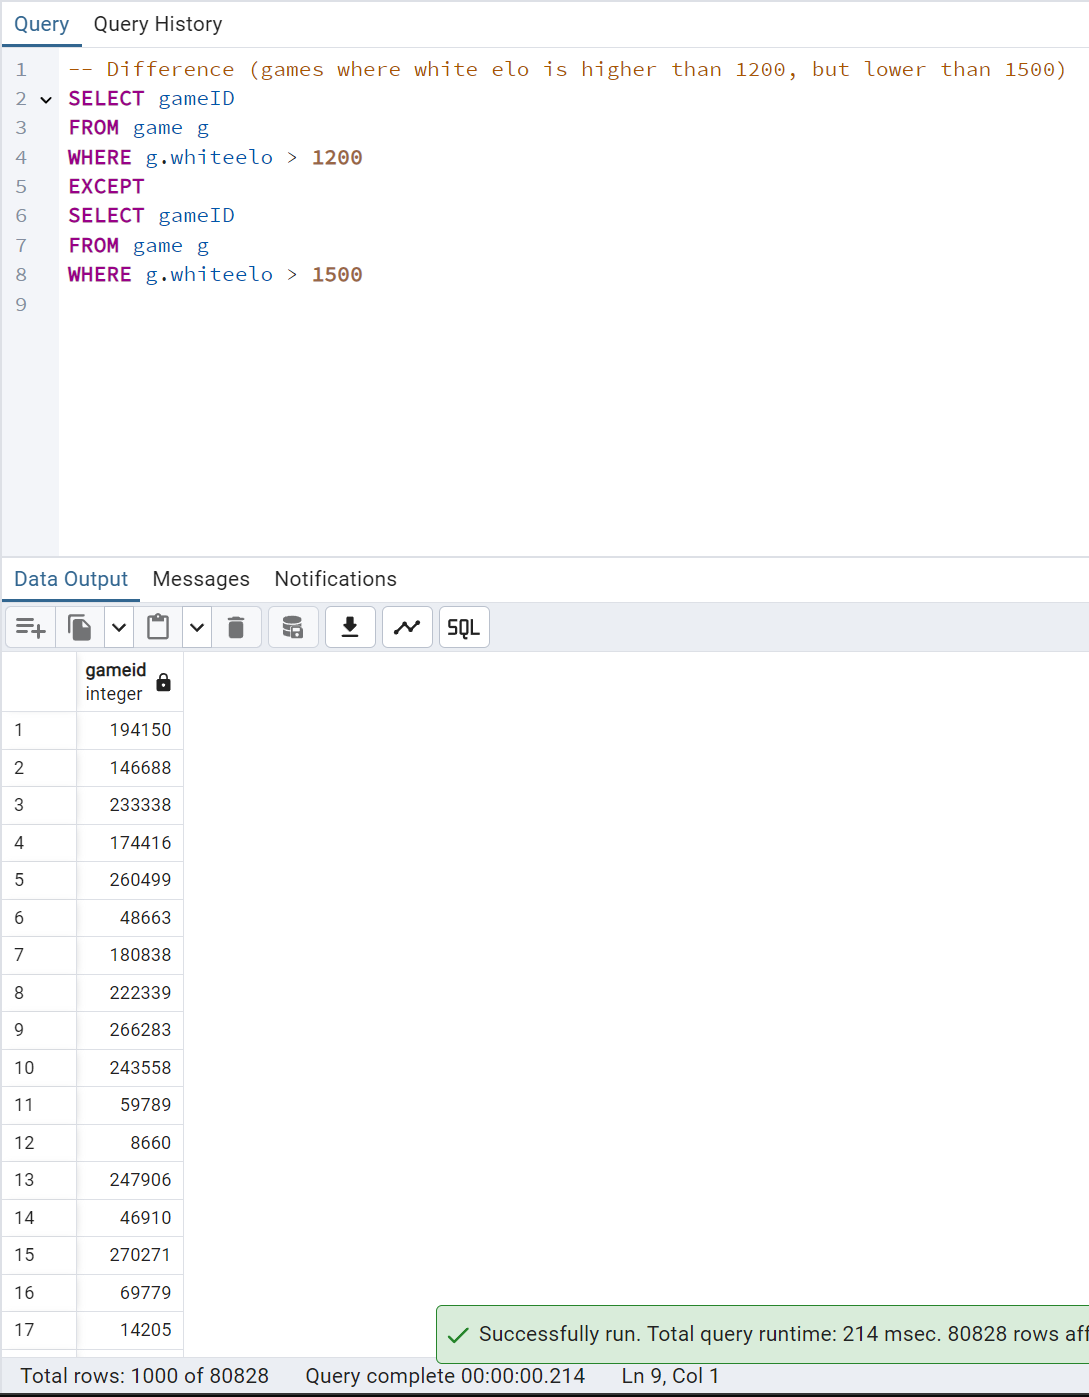 Query Query History
1 -- Difference (games where white elo is higher than 1200, but lower than 1500)
2 SELECT gameID
3 FROM game g
4 WHERE g.whiteelo > 1200
5 EXCEPT
6 SELECT gameID
7 FROM game g
8 WHERE g.whiteelo > 1500
9
Data Output Messages Notifications
SQL
gameid
integer
1 194150
2 146688
3 233338
4 174416
5 260499
6 48663
7 180838
8 222339
9 266283
10 243558
11 59789
12 8660
13 247906
14 46910
15 270271
16 69779
17 14205
Successfully run. Total query runtime: 214 msec. 80828 rows aff
Total rows: 1000 of 80828 Query complete 00:00:00.214 Ln 9, Col 1